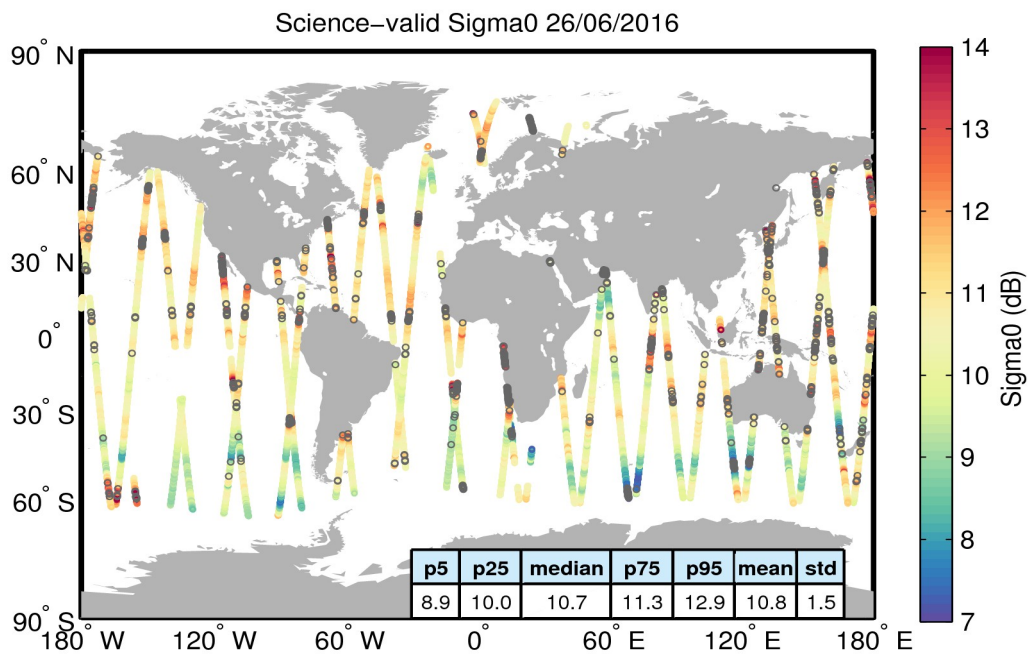 Science−valid Sigma0 26/06/2016
90° N
60° N
30° N
0°
30° S
60° S
90° S
180° W
120° W
60° W
0°
60° E
120° E
180° E
p5 p25 median p75 p95 mean std
8.9 10.0 10.7 11.3 12.9 10.8 1.5
14
13
12
11
10
9
8
7
Sigma0 (dB)